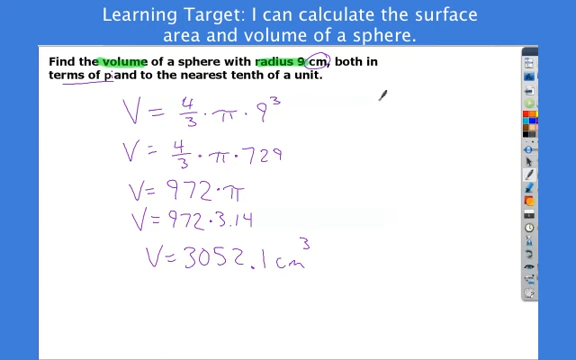 Learning Target: I can calculate the surface
area and volume of a sphere.
Find the volume of a sphere with radius 9 cm, both in
terms of p and to the nearest tenth of a unit.
V = 4/3 · π · 9³
V = 4/3 · π · 729
V = 972 · π
V = 972 · 3.14
V = 3052.1 cm³